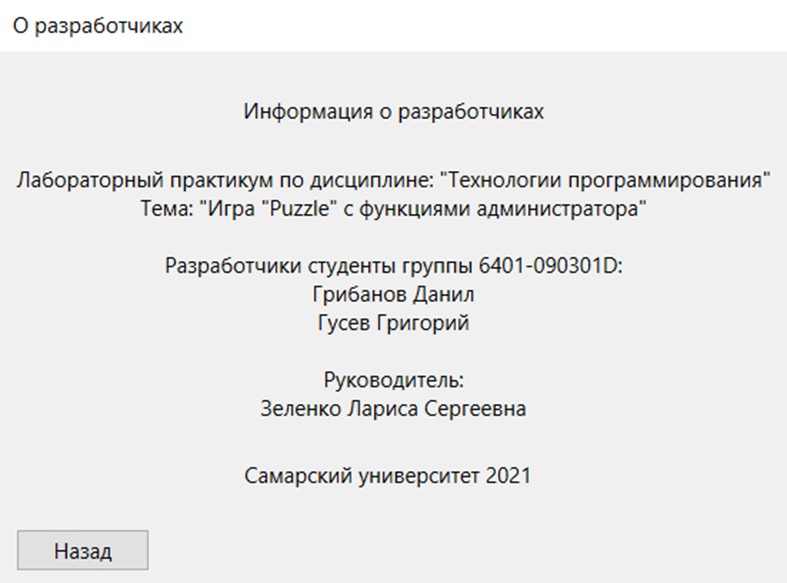 О разработчиках
Информация о разработчиках
Лабораторный практикум по дисциплине: "Технологии программирования"
Тема: "Игра "Puzzle" с функциями администратора"
Разработчики студенты группы 6401-090301D:
Грибанов Данил
Гусев Григорий
Руководитель:
Зеленко Лариса Сергеевна
Самарский университет 2021
Назад